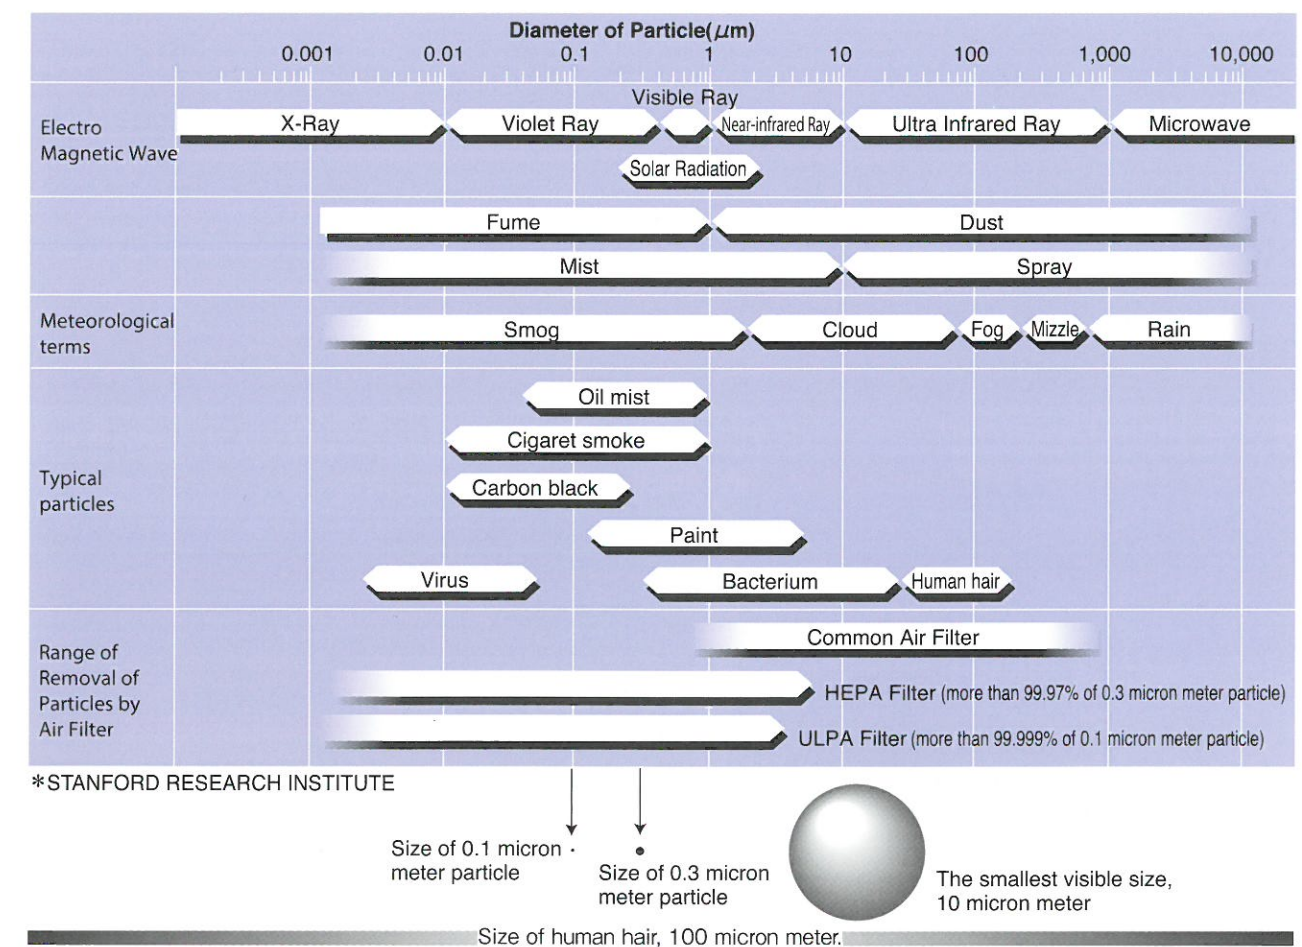 Diameter of Particle(μm)
0.001 0.01 0.1 1 10 100 1,000 10,000
Electro
Magnetic Wave
Visible Ray
X-Ray Violet Ray Near-infrared Ray Ultra Infrared Ray Microwave
Solar Radiation
Fume Dust
Mist Spray
Meteorological
terms
Smog Cloud Fog Mizzle Rain
Typical
particles
Oil mist
Cigaret smoke
Carbon black
Paint
Virus Bacterium Human hair
Range of
Removal of
Particles by
Air Filter
Common Air Filter
HEPA Filter (more than 99.97% of 0.3 micron meter particle)
ULPA Filter (more than 99.999% of 0.1 micron meter particle)
*STANFORD RESEARCH INSTITUTE
Size of 0.1 micron
meter particle
Size of 0.3 micron
meter particle
The smallest visible size,
10 micron meter
Size of human hair, 100 micron meter.